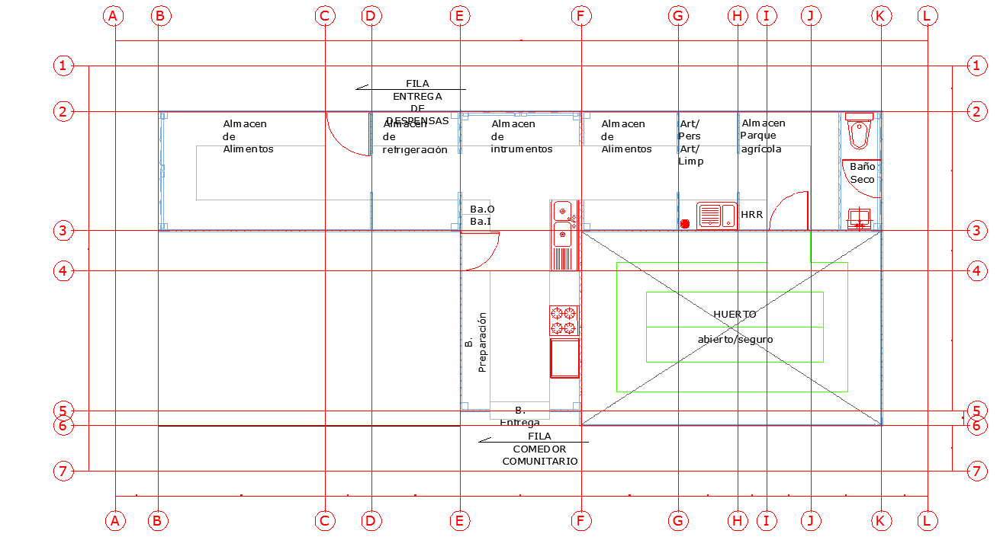 A B C D E F G H I J K L
1 1
FILA
ENTREGA
DE
DESPENSAS
2 2
Almacen
de
Alimentos
Almacen
de
refrigeración
Almacen
de
intrumentos
Almacen
de
Alimentos
Art/
Pers
Art/
Limp
Almacen
Parque
agrícola
Baño
Seco
Ba.O
Ba.I
HRR
3 3
4 4
B.
Preparación
HUERTO
abierto/seguro
5 5
B.
Entrega
6 6
FILA
COMEDOR
COMUNITARIO
7 7
A B C D E F G H I J K L